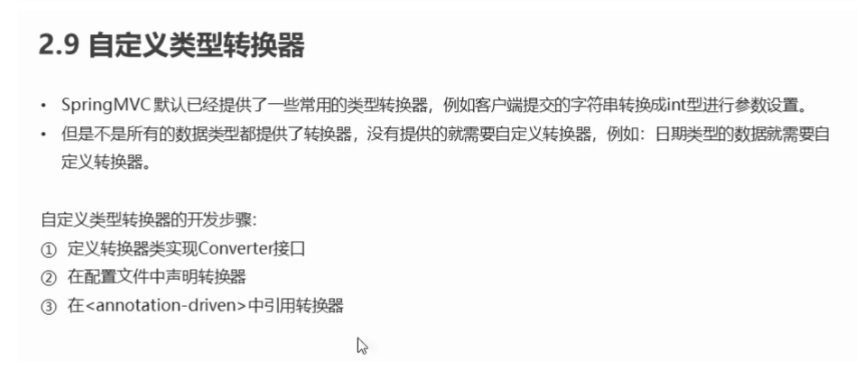 2.9 自定义类型转换器
• SpringMVC 默认已经提供了一些常用的类型转换器，例如客户端提交的字符串转换成int型进行参数设置。
• 但是不是所有的数据类型都提供了转换器，没有提供的就需要自定义转换器，例如：日期类型的数据就需要自
定义转换器。
自定义类型转换器的开发步骤：
① 定义转换器类实现Converter接口
② 在配置文件中声明转换器
③ 在<annotation-driven>中引用转换器